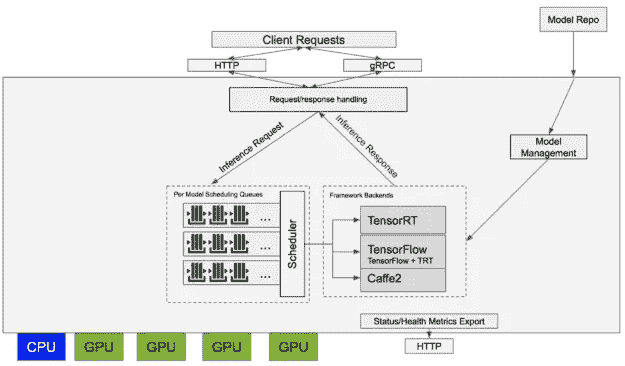 Client Requests
Model Repo
HTTP
gRPC
Request/response handling
Inference Request
Inference Response
Model
Management
Per Model Scheduling Queues
...
...
...
Scheduler
Framework Backends
TensorRT
TensorFlow
TensorFlow + TRT
Caffe2
Status/Health Metrics Export
HTTP
CPU
GPU
GPU
GPU
GPU